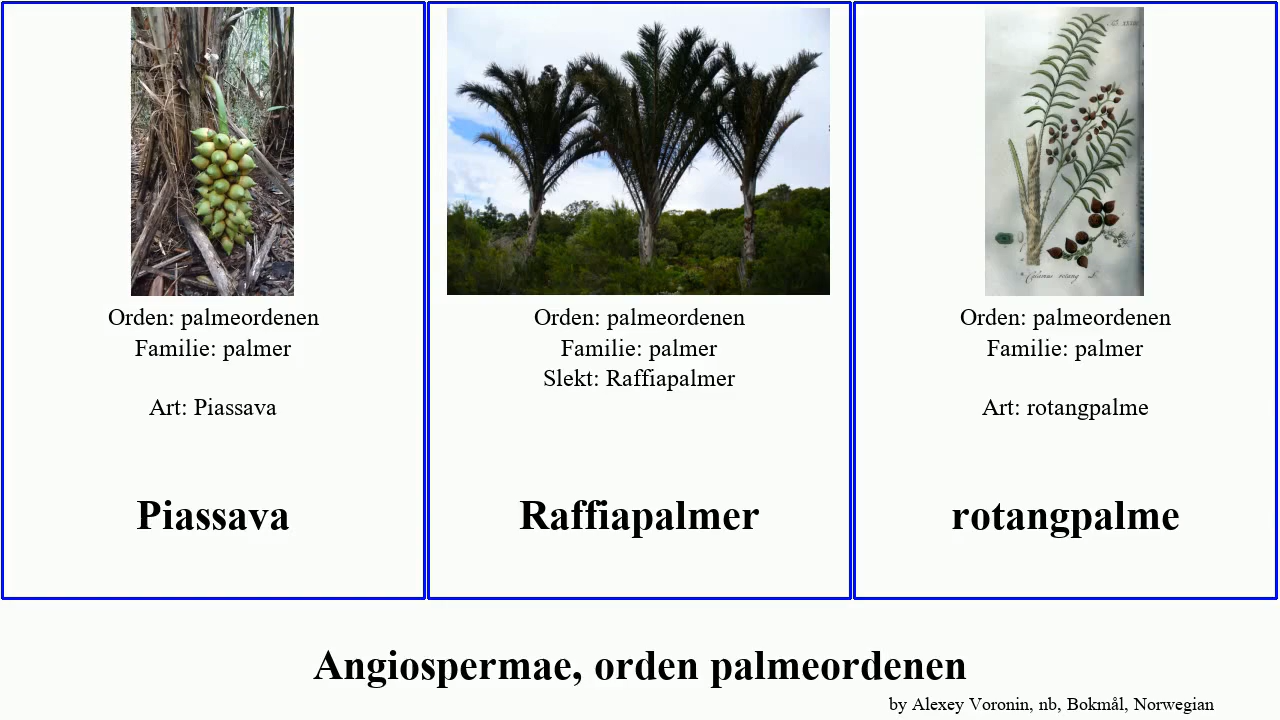 Orden: palmeordenen
Familie: palmer
Art: Piassava
Piassava
Orden: palmeordenen
Familie: palmer
Slekt: Raffiapalmer
Raffiapalmer
Orden: palmeordenen
Familie: palmer
Art: rotangpalme
rotangpalme
Angiospermae, orden palmeordenen
by Alexey Voronin, nb, Bokmål, Norwegian